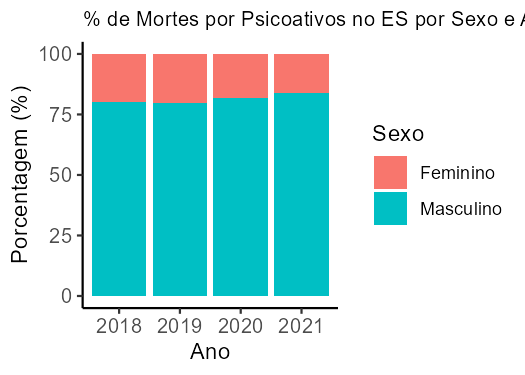 % de Mortes por Psicoativos no ES por Sexo e
100
75
50
25
0
Porcentagem (%)
2018 2019 2020 2021
Ano
Sexo
Feminino
Masculino